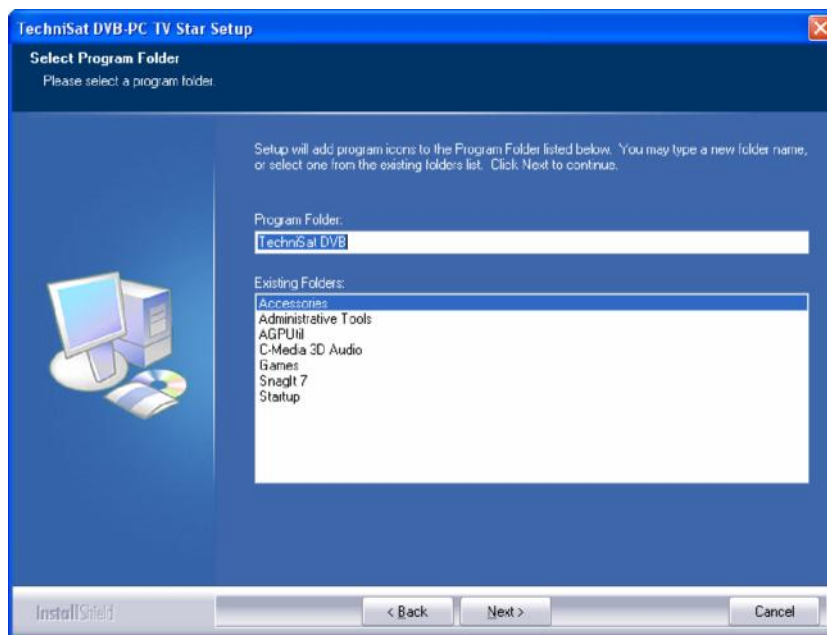 TechniSat DVB-PC TV Star Setup
Select Program Folder
Please select a program folder.
Setup will add program icons to the Program Folder listed below. You may type a new folder name,
or select one from the existing folders list. Click Next to continue.
Program Folder:
TechniSat DVB
Existing Folders:
Accessories
Administrative Tools
AGPUtil
C-Media 3D Audio
Games
SnagIt 7
Startup
InstallShield
< Back
Next >
Cancel